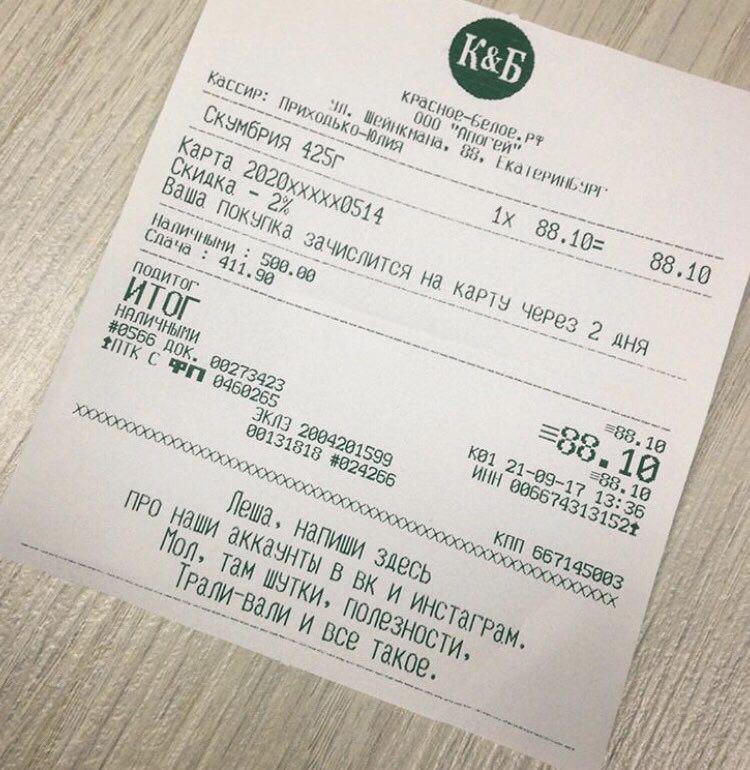 К&Б
КРАСНОЕ-БЕЛОЕ.РФ
ООО "Апогей"
УЛ. Шейнкмана, 88, Екатеринбург
Кассир: Приходько-Юлия
Скумбрия 425г 1x 88.10= 88.10
Карта 2020xxxxx0514
Скидка - 2%
Ваша покупка зачислится на карту через 2 дня
Наличными : 500.00
Сдача : 411.90
ПОДИТОГ ≡88.10
ИТОГ ≡88.10
НАЛИЧНЫМИ ≡88.10
#0566 ДОК. 00273423 К01 21-09-17 13:36
↑ПТК С ФП 0460265 ИНН 006674313152↑
ЭКЛЗ 2004201599
00131818 #024266 КПП 667145003
xxxxxxxxxxxxxxxxxxxxxxxxxxxxxxxxxxxxxxxxxxxxxxxx
Леша, напиши здесь
про наши аккаунты в вк и инстаграм.
Мол, там шутки, полезности,
Трали-вали и все такое.